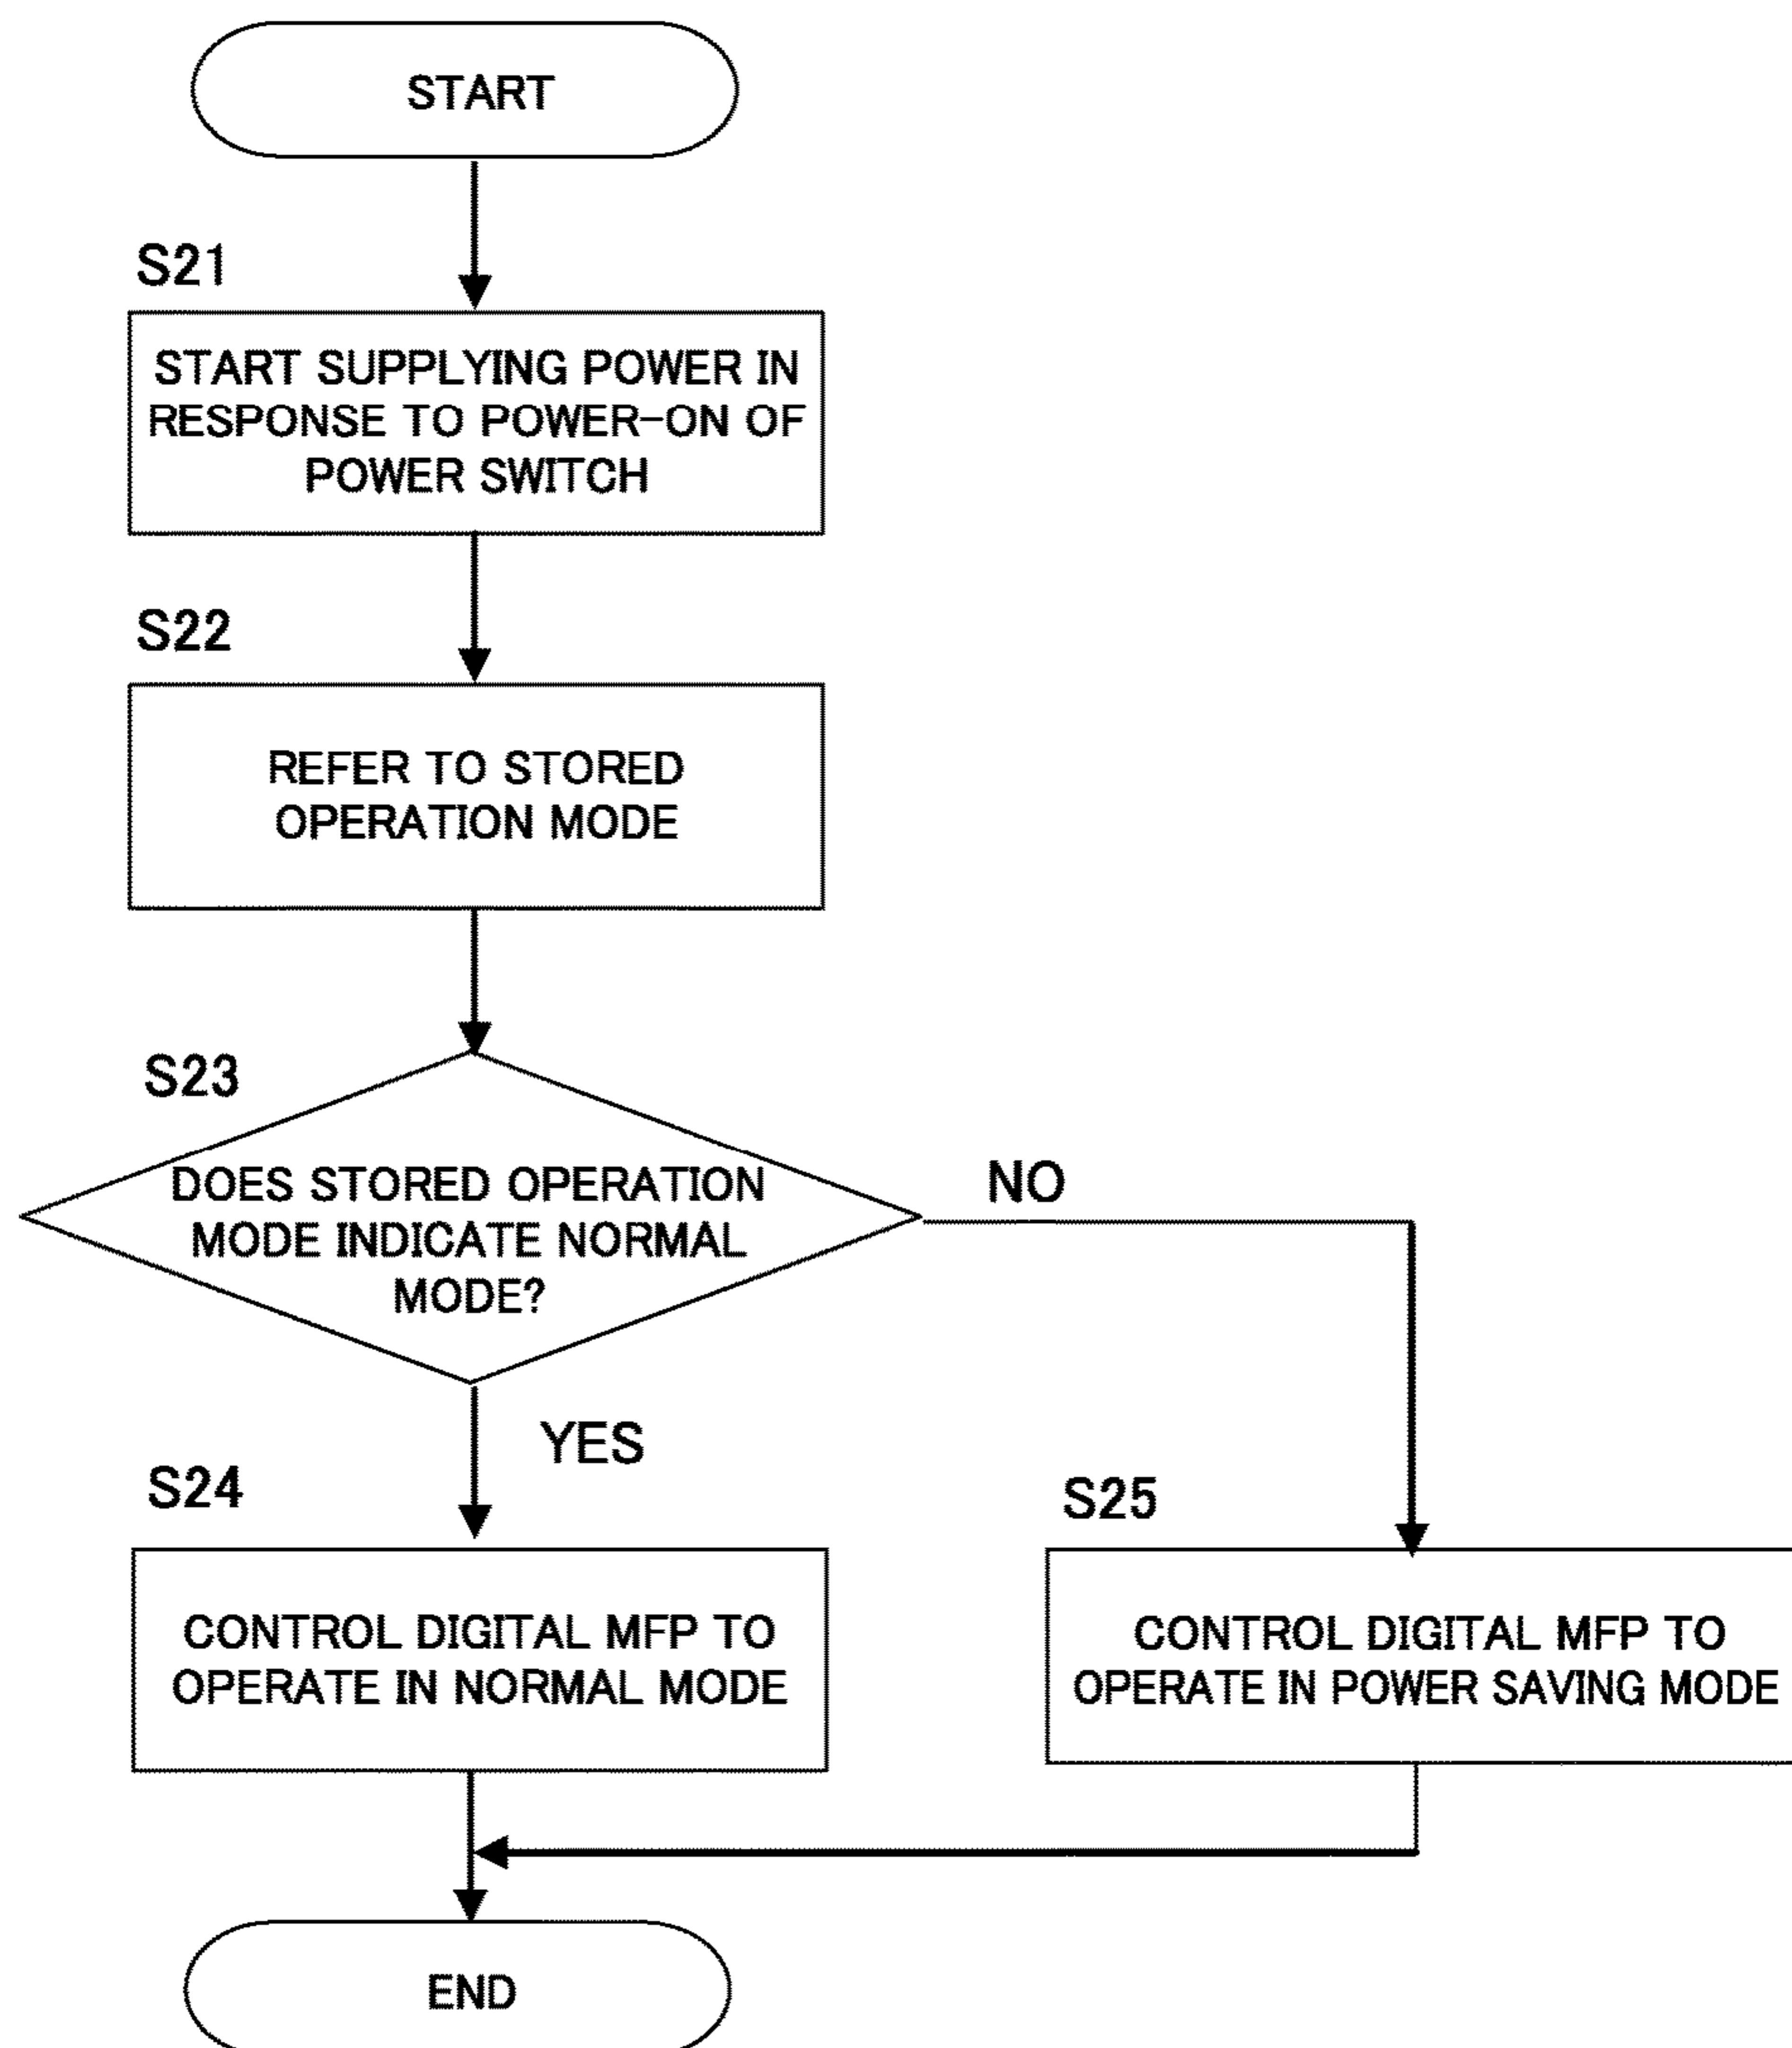 START
S21
START SUPPLYING POWER IN
RESPONSE TO POWER-ON OF
POWER SWITCH
S22
REFER TO STORED
OPERATION MODE
S23
DOES STORED OPERATION
MODE INDICATE NORMAL
MODE?
NO
YES
S24
CONTROL DIGITAL MFP TO
OPERATE IN NORMAL MODE
S25
CONTROL DIGITAL MFP TO
OPERATE IN POWER SAVING MODE
END